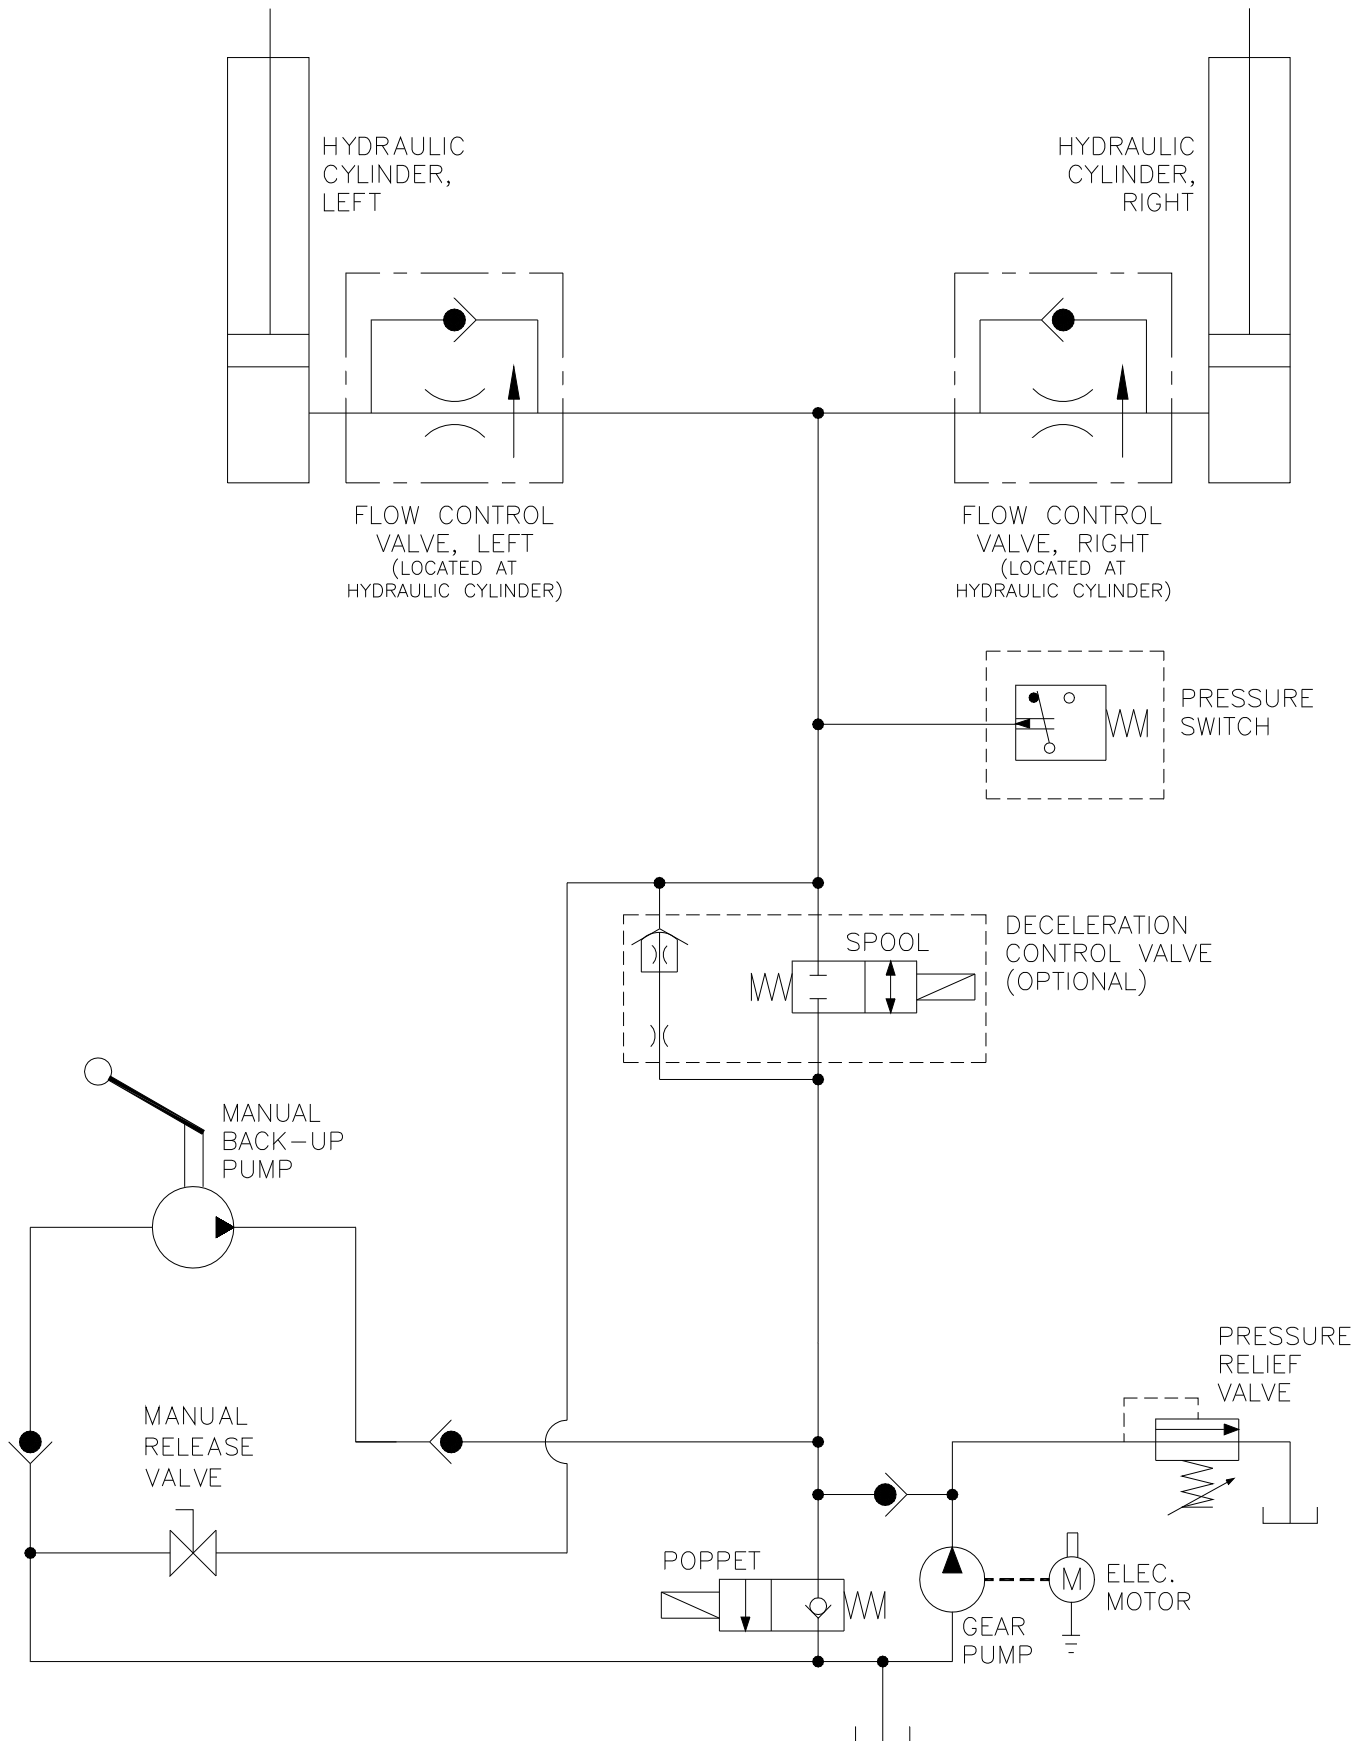 HYDRAULIC
CYLINDER,
LEFT
HYDRAULIC
CYLINDER,
RIGHT
FLOW CONTROL
VALVE, LEFT
(LOCATED AT
HYDRAULIC CYLINDER)
FLOW CONTROL
VALVE, RIGHT
(LOCATED AT
HYDRAULIC CYLINDER)
PRESSURE
SWITCH
SPOOL
DECELERATION
CONTROL VALVE
(OPTIONAL)
MANUAL
BACK-UP
PUMP
PRESSURE
RELIEF
VALVE
MANUAL
RELEASE
VALVE
POPPET
M
ELEC.
MOTOR
GEAR
PUMP